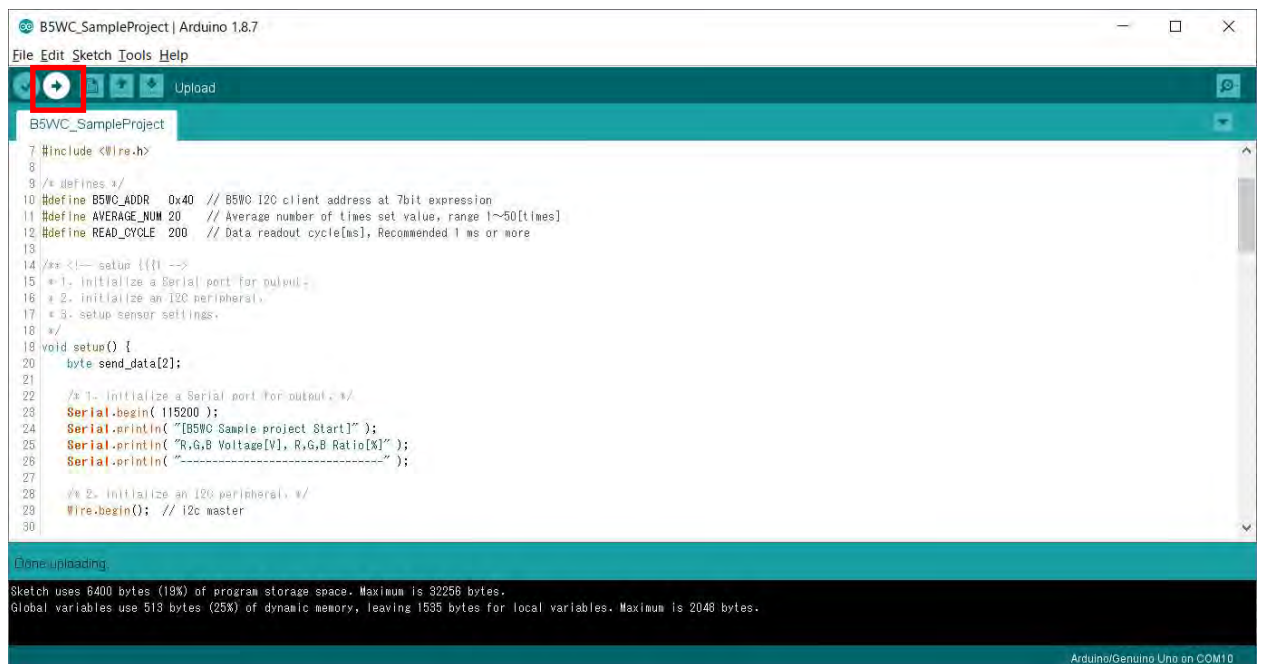 B5WC_SampleProject | Arduino 1.8.7
File Edit Sketch Tools Help
Upload
B5WC_SampleProject
7 #include <Wire.h>
8
9 /* defines */
10 #define B5WC_ADDR 0x40 // B5WC I2C client address at 7bit expression
11 #define AVERAGE_NUM 20 // Average number of times set value, range 1～50[times]
12 #define READ_CYCLE 200 // Data readout cycle[ms], Recommended 1 ms or more
13
14 /** <!-- setup {{{1 -->
15 * 1. initialize a Serial port for output.
16 * 2. initialize an I2C peripheral.
17 * 3. setup sensor settings.
18 */
19 void setup() {
20 byte send_data[2];
21
22 /* 1. initialize a Serial port for output. */
23 Serial.begin( 115200 );
24 Serial.println( "[B5WC Sample project Start]" );
25 Serial.println( "R,G,B Voltage[V], R,G,B Ratio[%]" );
26 Serial.println( "--------------------------------" );
27
28 /* 2. initialize an I2C peripheral. */
29 Wire.begin(); // i2c master
30
Done uploading.
Sketch uses 6400 bytes (19%) of program storage space. Maximum is 32256 bytes.
Global variables use 513 bytes (25%) of dynamic memory, leaving 1535 bytes for local variables. Maximum is 2048 bytes.
Arduino/Genuino Uno on COM10